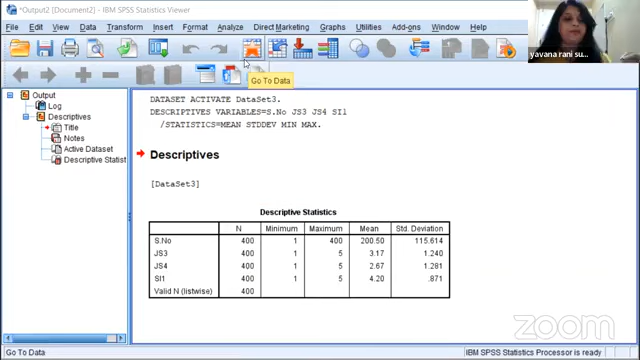 *Output2 [Document2] - IBM SPSS Statistics Viewer
File Edit View Data Transform Insert Format Analyze Direct Marketing Graphs Utilities Add-ons Window Help
yavana rani su...
Go To Data
Output
Log
Descriptives
Title
Notes
Active Dataset
Descriptive Statist
DATASET ACTIVATE DataSet3.
DESCRIPTIVES VARIABLES=S.No JS3 JS4 SI1
/STATISTICS=MEAN STDDEV MIN MAX.
Descriptives
[DataSet3]
Descriptive Statistics
N Minimum Maximum Mean Std. Deviation
S.No 400 1 400 200.50 115.614
JS3 400 1 5 3.17 1.240
JS4 400 1 5 2.67 1.281
SI1 400 1 5 4.20 .871
Valid N (listwise) 400
zoom
Go To Data IBM SPSS Statistics Processor is ready